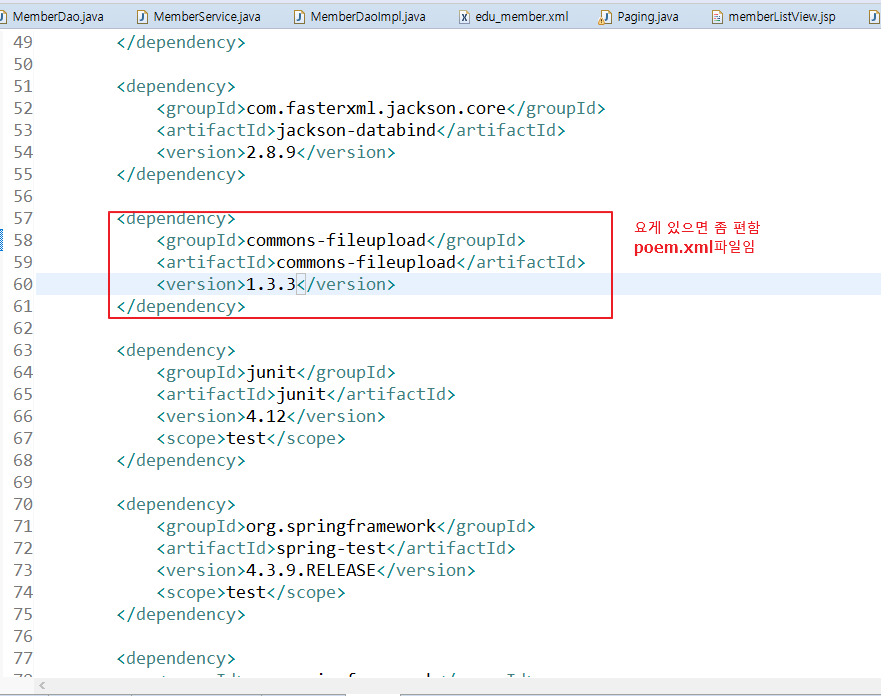 MemberDao.java MemberService.java MemberDaoImpl.java edu_member.xml Paging.java memberListView.jsp
49 </dependency>
50
51 <dependency>
52 <groupId>com.fasterxml.jackson.core</groupId>
53 <artifactId>jackson-databind</artifactId>
54 <version>2.8.9</version>
55 </dependency>
56
57 <dependency>
요게 있으면 좀 편함
58 <groupId>commons-fileupload</groupId>
poem.xml파일임
59 <artifactId>commons-fileupload</artifactId>
60 <version>1.3.3</version>
61 </dependency>
62
63 <dependency>
64 <groupId>junit</groupId>
65 <artifactId>junit</artifactId>
66 <version>4.12</version>
67 <scope>test</scope>
68 </dependency>
69
70 <dependency>
71 <groupId>org.springframework</groupId>
72 <artifactId>spring-test</artifactId>
73 <version>4.3.9.RELEASE</version>
74 <scope>test</scope>
75 </dependency>
76
77 <dependency>